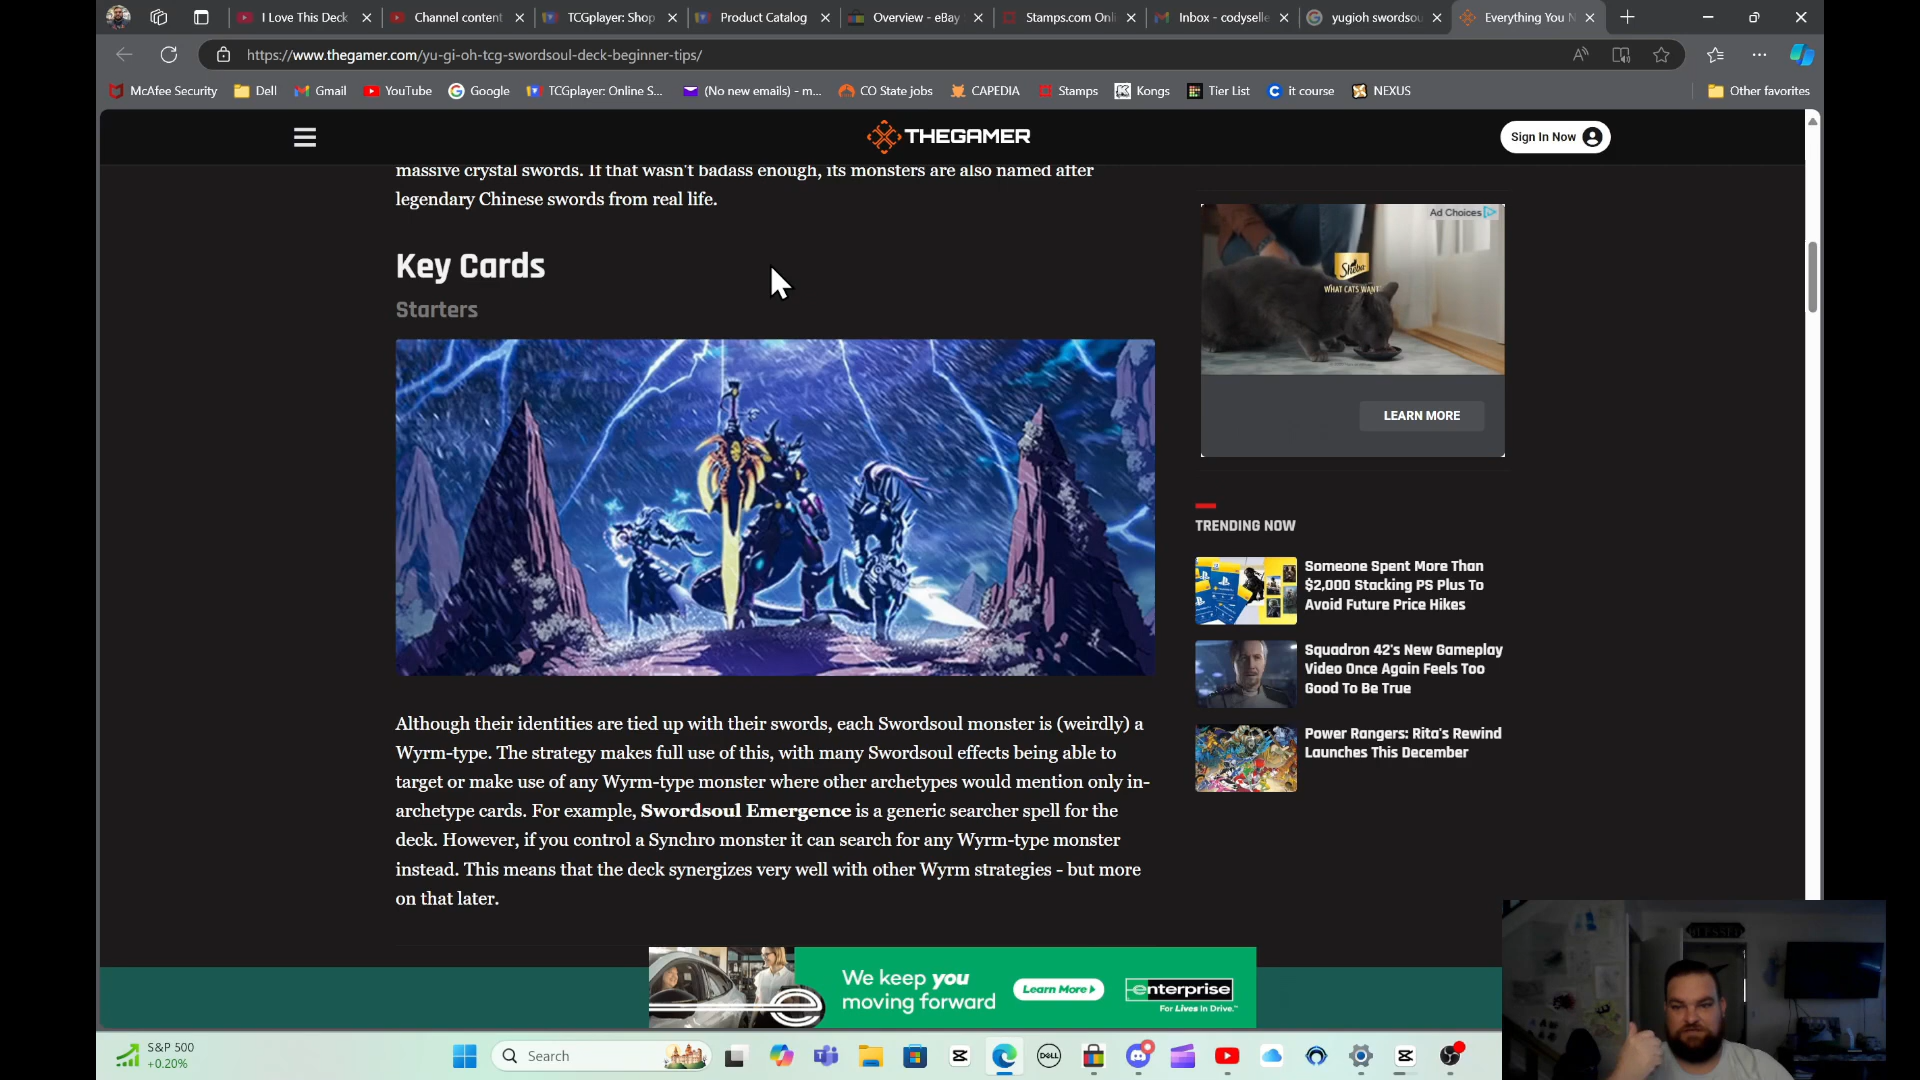 I Love This Deck
Channel content
TCGplayer: Shop
Product Catalog
Overview - eBay
Stamps.com Onli
Inbox - codyselle
yugioh swordsou
Everything You N
https://www.thegamer.com/yu-gi-oh-tcg-swordsoul-deck-beginner-tips/
McAfee Security
Dell
Gmail
YouTube
Google
TCGplayer: Online S...
(No new emails) - m...
CO State jobs
CAPEDIA
Stamps
Kongs
Tier List
it course
NEXUS
Other favorites
THEGAMER
Sign In Now
massive crystal swords. If that wasn't badass enough, its monsters are also named after
legendary Chinese swords from real life.
Key Cards
Starters
Although their identities are tied up with their swords, each Swordsoul monster is (weirdly) a
Wyrm-type. The strategy makes full use of this, with many Swordsoul effects being able to
target or make use of any Wyrm-type monster where other archetypes would mention only in-
archetype cards. For example, Swordsoul Emergence is a generic searcher spell for the
deck. However, if you control a Synchro monster it can search for any Wyrm-type monster
instead. This means that the deck synergizes very well with other Wyrm strategies - but more
on that later.
Ad Choices
Sheba
WHAT CATS WANT
LEARN MORE
TRENDING NOW
Someone Spent More Than
$2,000 Stacking PS Plus To
Avoid Future Price Hikes
Squadron 42's New Gameplay
Video Once Again Feels Too
Good To Be True
Power Rangers: Rita's Rewind
Launches This December
We keep you
moving forward
Learn More
enterprise
For Lives In Drive.
BLESSED
S&P 500
+0.20%
Search
DELL